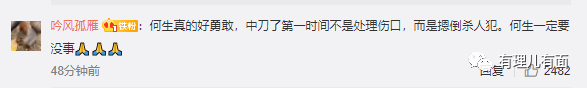 吟风孤雁 铁粉：何生真的好勇敢，中刀了第一时间不是处理伤口，而是摁倒杀人犯。何生一定要
没事🙏🙏🙏
48分钟前 回复 2482
有理儿有面